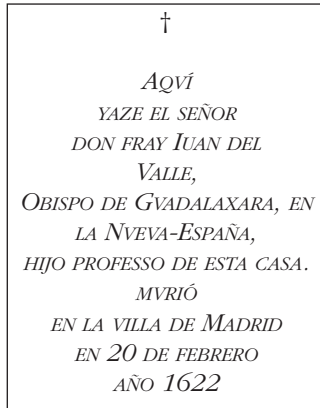 †
AQVÍ
YAZE EL SEÑOR
DON FRAY IUAN DEL
VALLE,
OBISPO DE GVADALAXARA, EN
LA NVEVA-ESPAÑA,
HIJO PROFESSO DE ESTA CASA.
MVRIÓ
EN LA VILLA DE MADRID
EN 20 DE FEBRERO
AÑO 1622